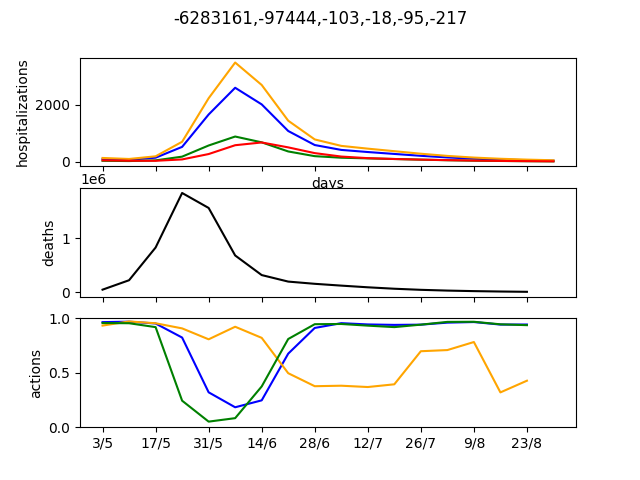 -6283161,-97444,-103,-18,-95,-217
hospitalizations
2000
0
days
1e6
deaths
1
0
actions
1.0
0.5
0.0
3/5 17/5 31/5 14/6 28/6 12/7 26/7 9/8 23/8